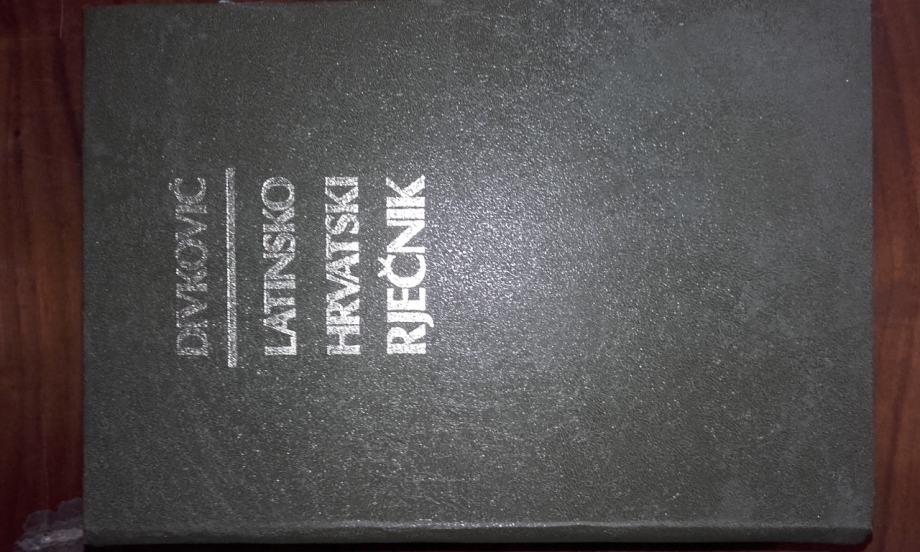 DIVKOVIĆ
LATINSKO
HRVATSKI
RJEČNIK